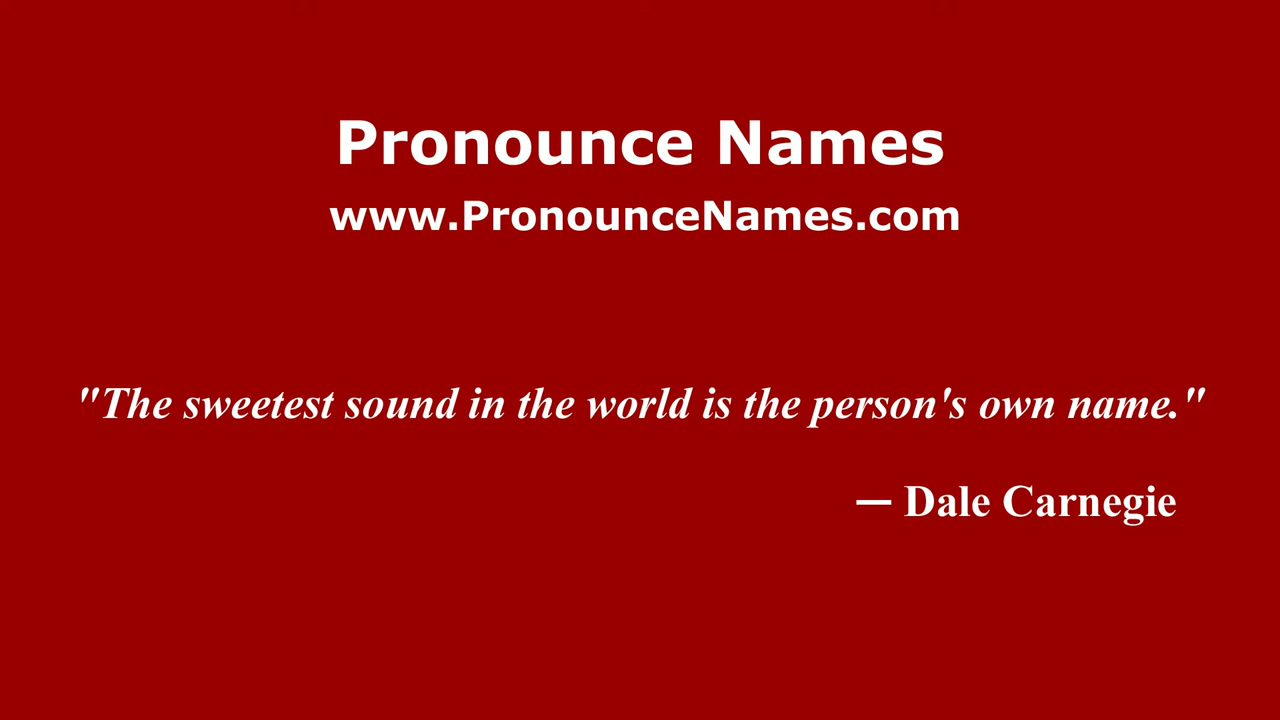 Pronounce Names
www.PronounceNames.com
"The sweetest sound in the world is the person's own name."
— Dale Carnegie